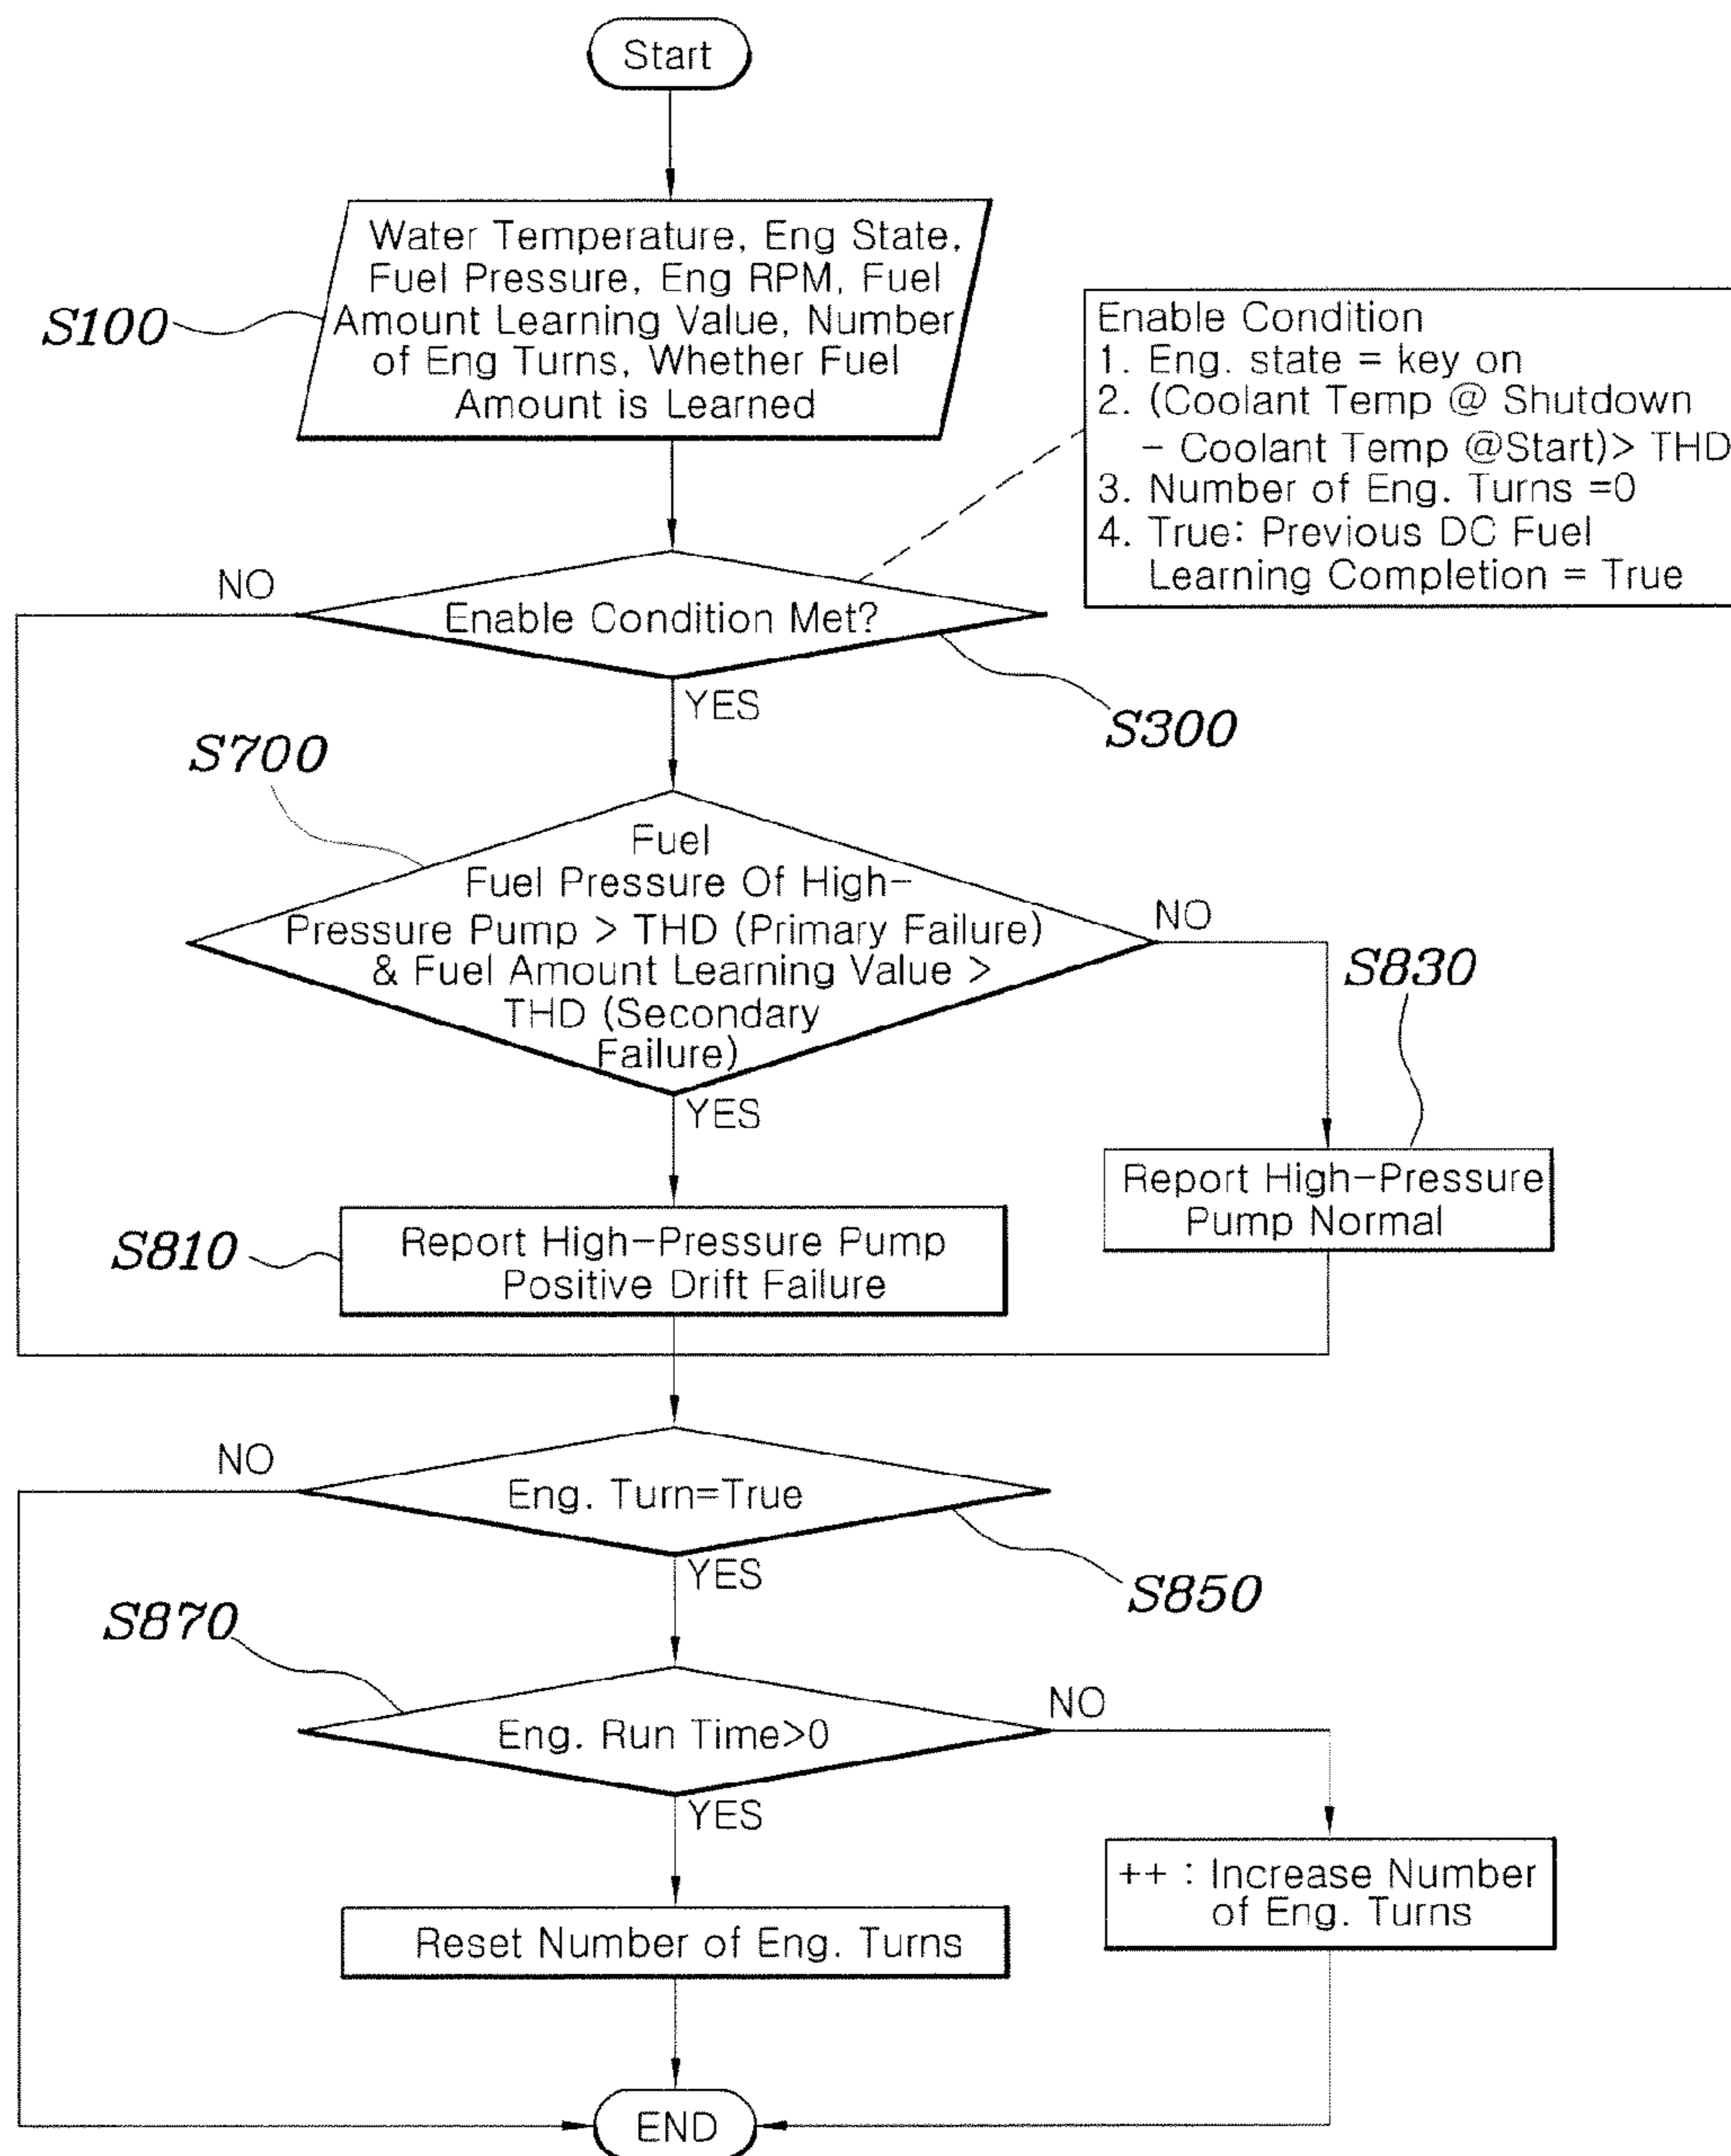 Start
Water Temperature, Eng State,
Fuel Pressure, Eng RPM, Fuel
Amount Learning Value, Number
of Eng Turns, Whether Fuel
Amount is Learned
S100
Enable Condition
1. Eng. state = key on
2. (Coolant Temp @ Shutdown
- Coolant Temp @Start)> THD
3. Number of Eng. Turns =0
4. True: Previous DC Fuel
Learning Completion = True
NO
Enable Condition Met?
YES
S300
S700
Fuel
Fuel Pressure Of High-
Pressure Pump > THD (Primary Failure)
& Fuel Amount Learning Value >
THD (Secondary
Failure)
NO
S830
YES
Report High-Pressure
Pump Normal
S810
Report High-Pressure Pump
Positive Drift Failure
NO
Eng. Turn=True
YES
S850
S870
NO
Eng. Run Time>0
YES
++ : Increase Number
of Eng. Turns
Reset Number of Eng. Turns
END